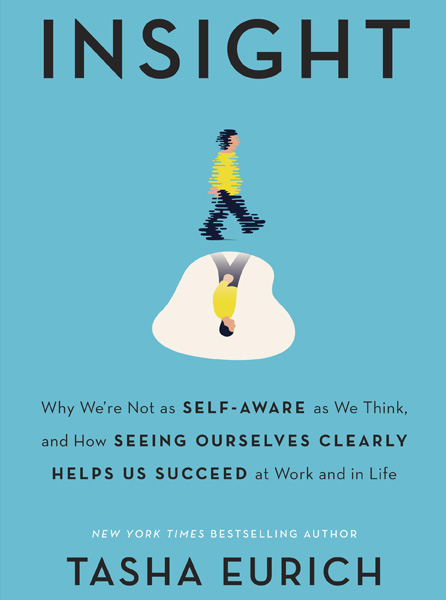 INSIGHT
Why We're Not as SELF-AWARE as We Think,
and How SEEING OURSELVES CLEARLY
HELPS US SUCCEED at Work and in Life
NEW YORK TIMES BESTSELLING AUTHOR
TASHA EURICH